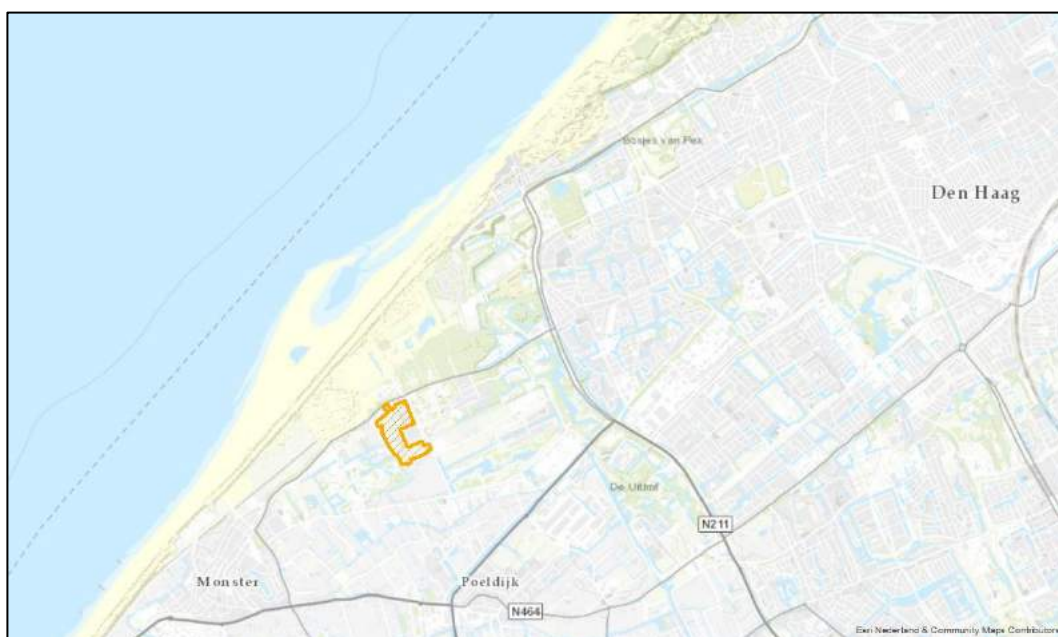 Bosjes van Pex
Den Haag
De Uithof
N211
Monster
Poeldijk
N464
Esri Nederland & Community Maps Contributors